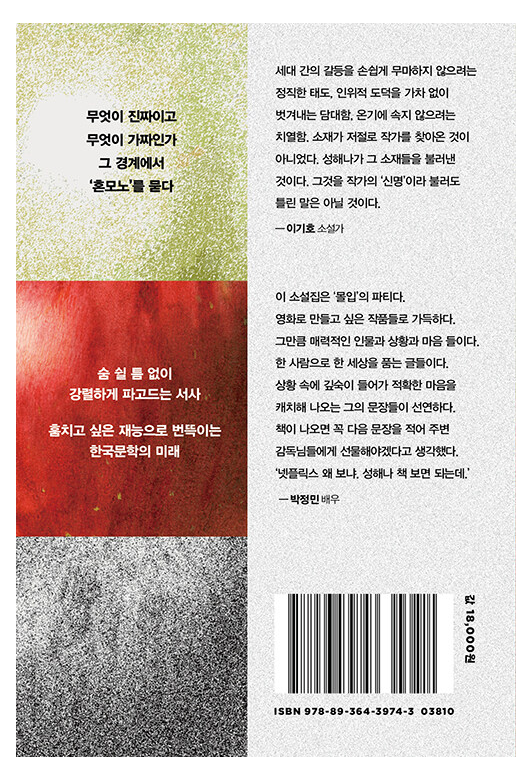 무엇이 진짜이고
무엇이 가짜인가
그 경계에서
‘혼모노’를 묻다
숨 쉴 틈 없이
강렬하게 파고드는 서사
훔치고 싶은 재능으로 번뜩이는
한국문학의 미래
세대 간의 갈등을 손쉽게 무마하지 않으려는
정직한 태도, 인위적 도덕을 가차 없이
벗겨내는 담대함, 온기에 속지 않으려는
치열함. 소재가 저절로 작가를 찾아온 것이
아니었다. 성해나가 그 소재들을 불러낸
것이다. 그것을 작가의 ‘신명’이라 불러도
틀린 말은 아닐 것이다.
— 이기호 소설가
이 소설집은 ‘몰입’의 파티다.
영화로 만들고 싶은 작품들로 가득하다.
그만큼 매력적인 인물과 상황과 마음 들이다.
한 사람으로 한 세상을 품는 글들이다.
상황 속에 깊숙이 들어가 적확한 마음을
캐치해 나오는 그의 문장들이 선연하다.
책이 나오면 꼭 다음 문장을 적어 주변
감독님들에게 선물해야겠다고 생각했다.
‘넷플릭스 왜 보냐. 성해나 책 보면 되는데.’
— 박정민 배우
값 18,000원
ISBN 978-89-364-3974-3 03810